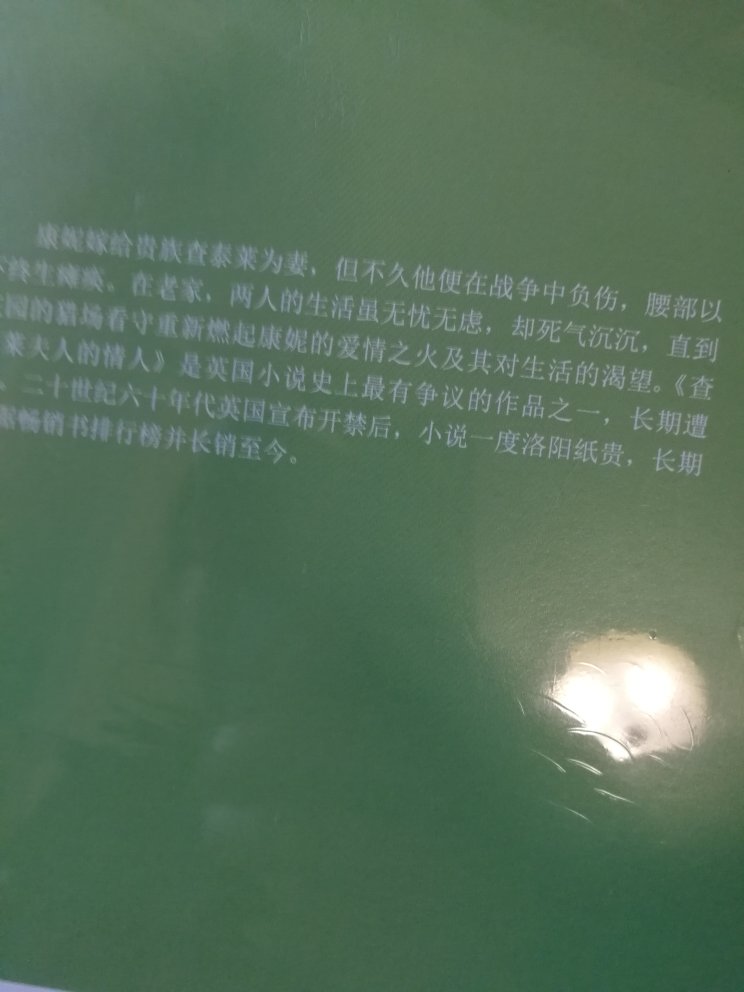 康妮嫁给贵族查泰莱为妻，但不久他便在战争中负伤，腰部以
终生瘫痪。在老家，两人的生活虽无忧无虑，却死气沉沉，直到
园的猎场看守重新燃起康妮的爱情之火及其对生活的渴望。《查
莱夫人的情人》是英国小说史上最有争议的作品之一，长期遭
。二十世纪六十年代英国宣布开禁后，小说一度洛阳纸贵，长期
畅销书排行榜并长销至今。